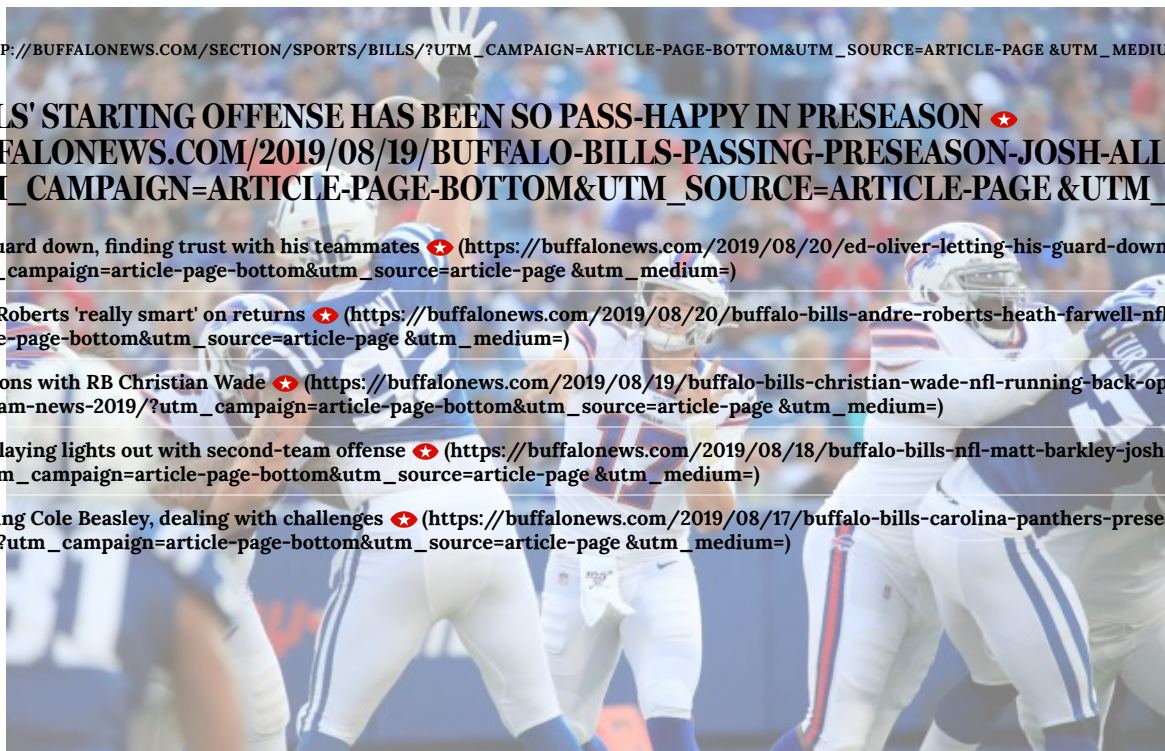 P://BUFFALONEWS.COM/SECTION/SPORTS/BILLS/?UTM_CAMPAIGN=ARTICLE-PAGE-BOTTOM&UTM_SOURCE=ARTICLE-PAGE &UTM_MEDIU
LS' STARTING OFFENSE HAS BEEN SO PASS-HAPPY IN PRESEASON
FALONEWS.COM/2019/08/19/BUFFALO-BILLS-PASSING-PRESEASON-JOSH-ALL
M_CAMPAIGN=ARTICLE-PAGE-BOTTOM&UTM_SOURCE=ARTICLE-PAGE &UTM_
uard down, finding trust with his teammates (https://buffalonews.com/2019/08/20/ed-oliver-letting-his-guard-down
_campaign=article-page-bottom&utm_source=article-page &utm_medium=)
Roberts 'really smart' on returns (https://buffalonews.com/2019/08/20/buffalo-bills-andre-roberts-heath-farwell-nfl
e-page-bottom&utm_source=article-page &utm_medium=)
ons with RB Christian Wade (https://buffalonews.com/2019/08/19/buffalo-bills-christian-wade-nfl-running-back-op
am-news-2019/?utm_campaign=article-page-bottom&utm_source=article-page &utm_medium=)
laying lights out with second-team offense (https://buffalonews.com/2019/08/18/buffalo-bills-nfl-matt-barkley-josh
m_campaign=article-page-bottom&utm_source=article-page &utm_medium=)
ng Cole Beasley, dealing with challenges (https://buffalonews.com/2019/08/17/buffalo-bills-carolina-panthers-prese
?utm_campaign=article-page-bottom&utm_source=article-page &utm_medium=)
17